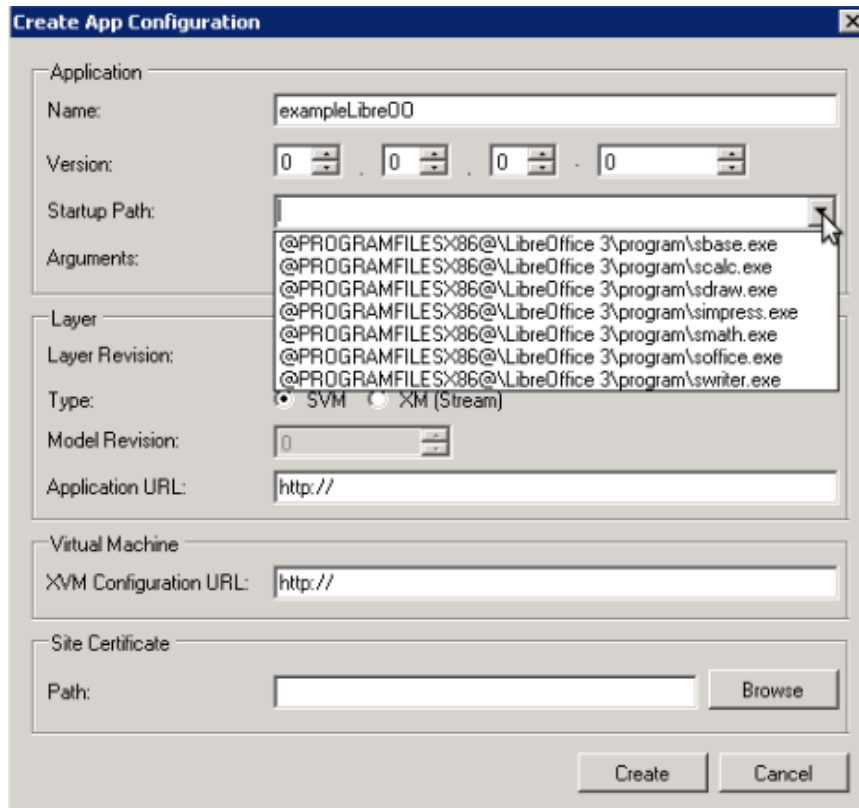 Create App Configuration
Application
Name: exampleLibreOO
Version: 0 . 0 . 0 - 0
Startup Path:
@PROGRAMFILESX86@\LibreOffice 3\program\sbase.exe
@PROGRAMFILESX86@\LibreOffice 3\program\scalc.exe
Arguments:
@PROGRAMFILESX86@\LibreOffice 3\program\sdraw.exe
@PROGRAMFILESX86@\LibreOffice 3\program\simpress.exe
Layer
@PROGRAMFILESX86@\LibreOffice 3\program\smath.exe
Layer Revision:
@PROGRAMFILESX86@\LibreOffice 3\program\soffice.exe
@PROGRAMFILESX86@\LibreOffice 3\program\swriter.exe
Type: SVM XM (Stream)
Model Revision: 0
Application URL: http://
Virtual Machine
XVM Configuration URL: http://
Site Certificate
Path: Browse
Create Cancel